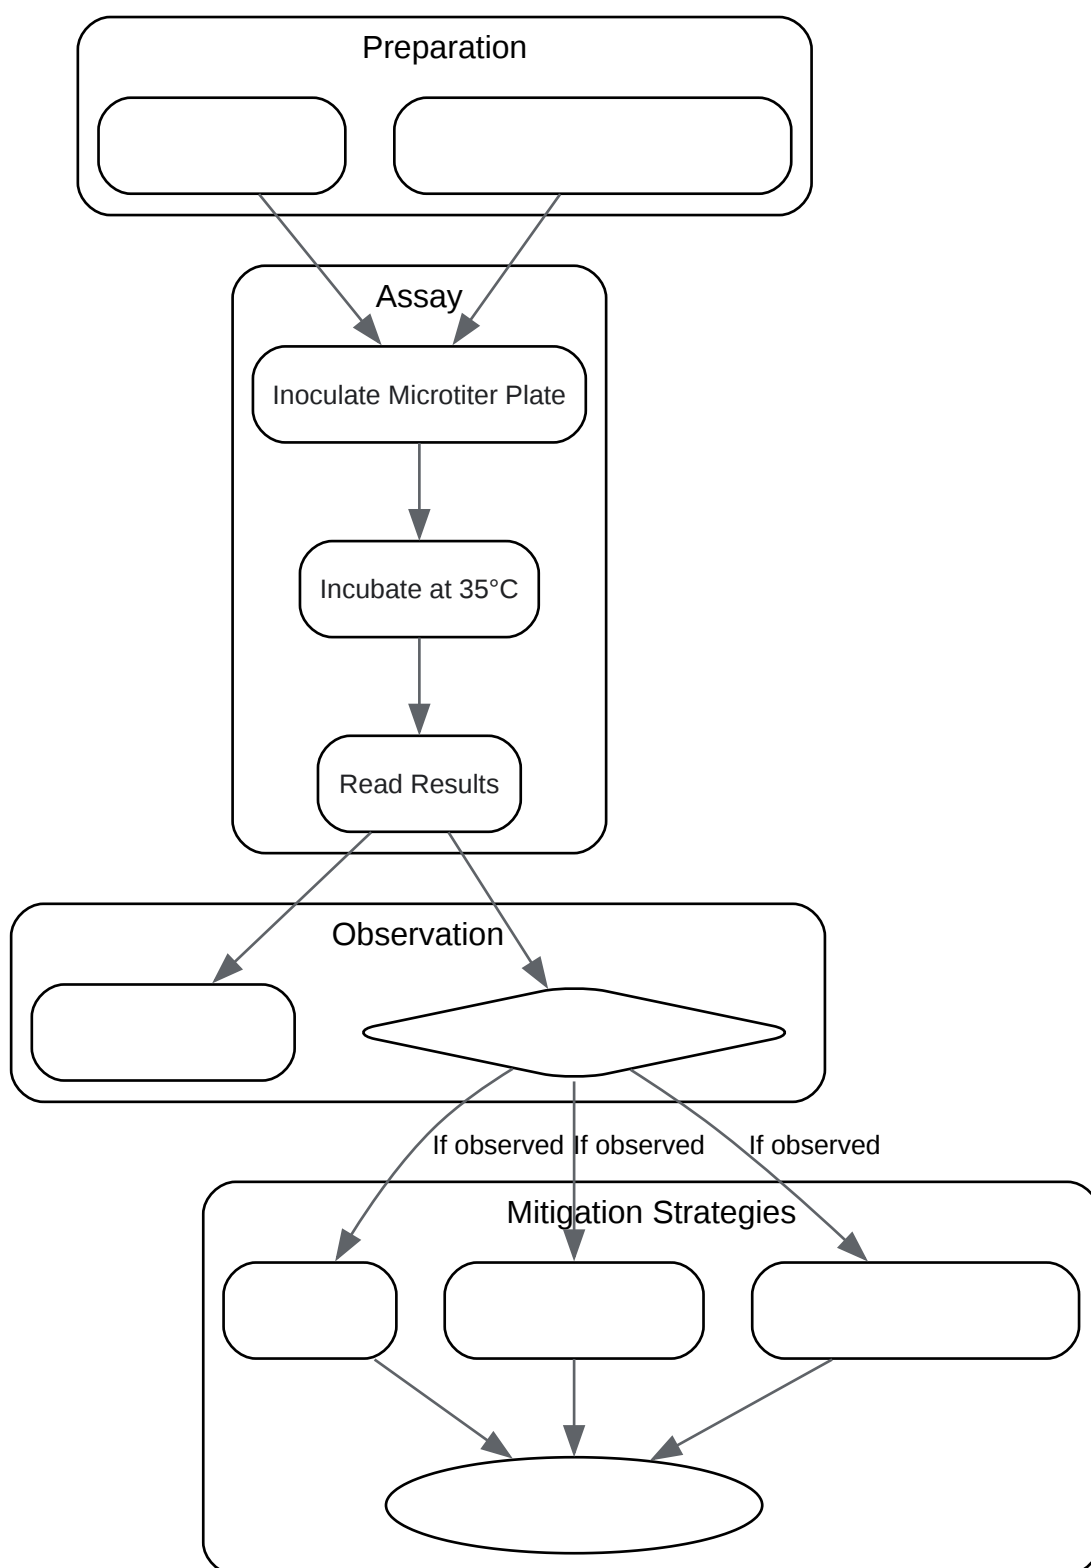 Preparation
Assay
Inoculate Microtiter Plate
Incubate at 35°C
Read Results
Observation
If observed
If observed
If observed
Mitigation Strategies